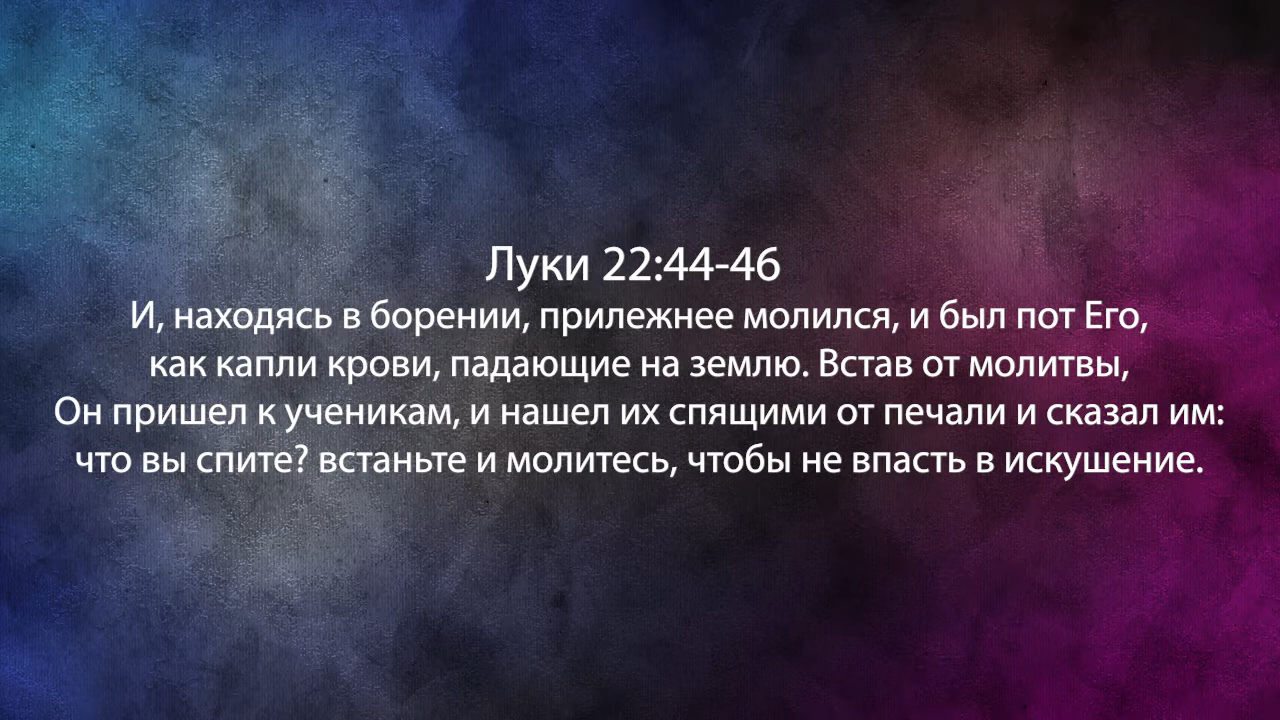 Луки 22:44-46
И, находясь в борении, прилежнее молился, и был пот Его,
как капли крови, падающие на землю. Встав от молитвы,
Он пришел к ученикам, и нашел их спящими от печали и сказал им:
что вы спите? встаньте и молитесь, чтобы не впасть в искушение.